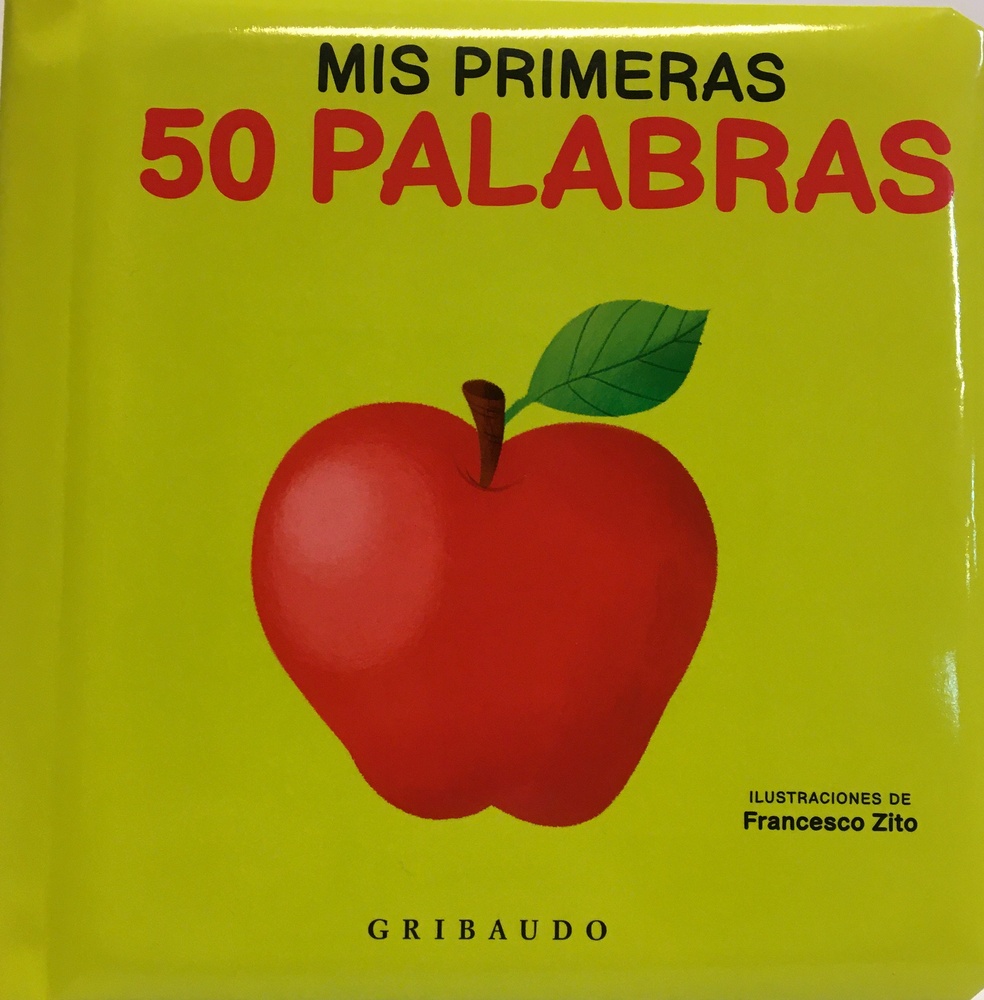 MIS PRIMERAS
50 PALABRAS
ILUSTRACIONES DE
Francesco Zito
GRIBAUDO